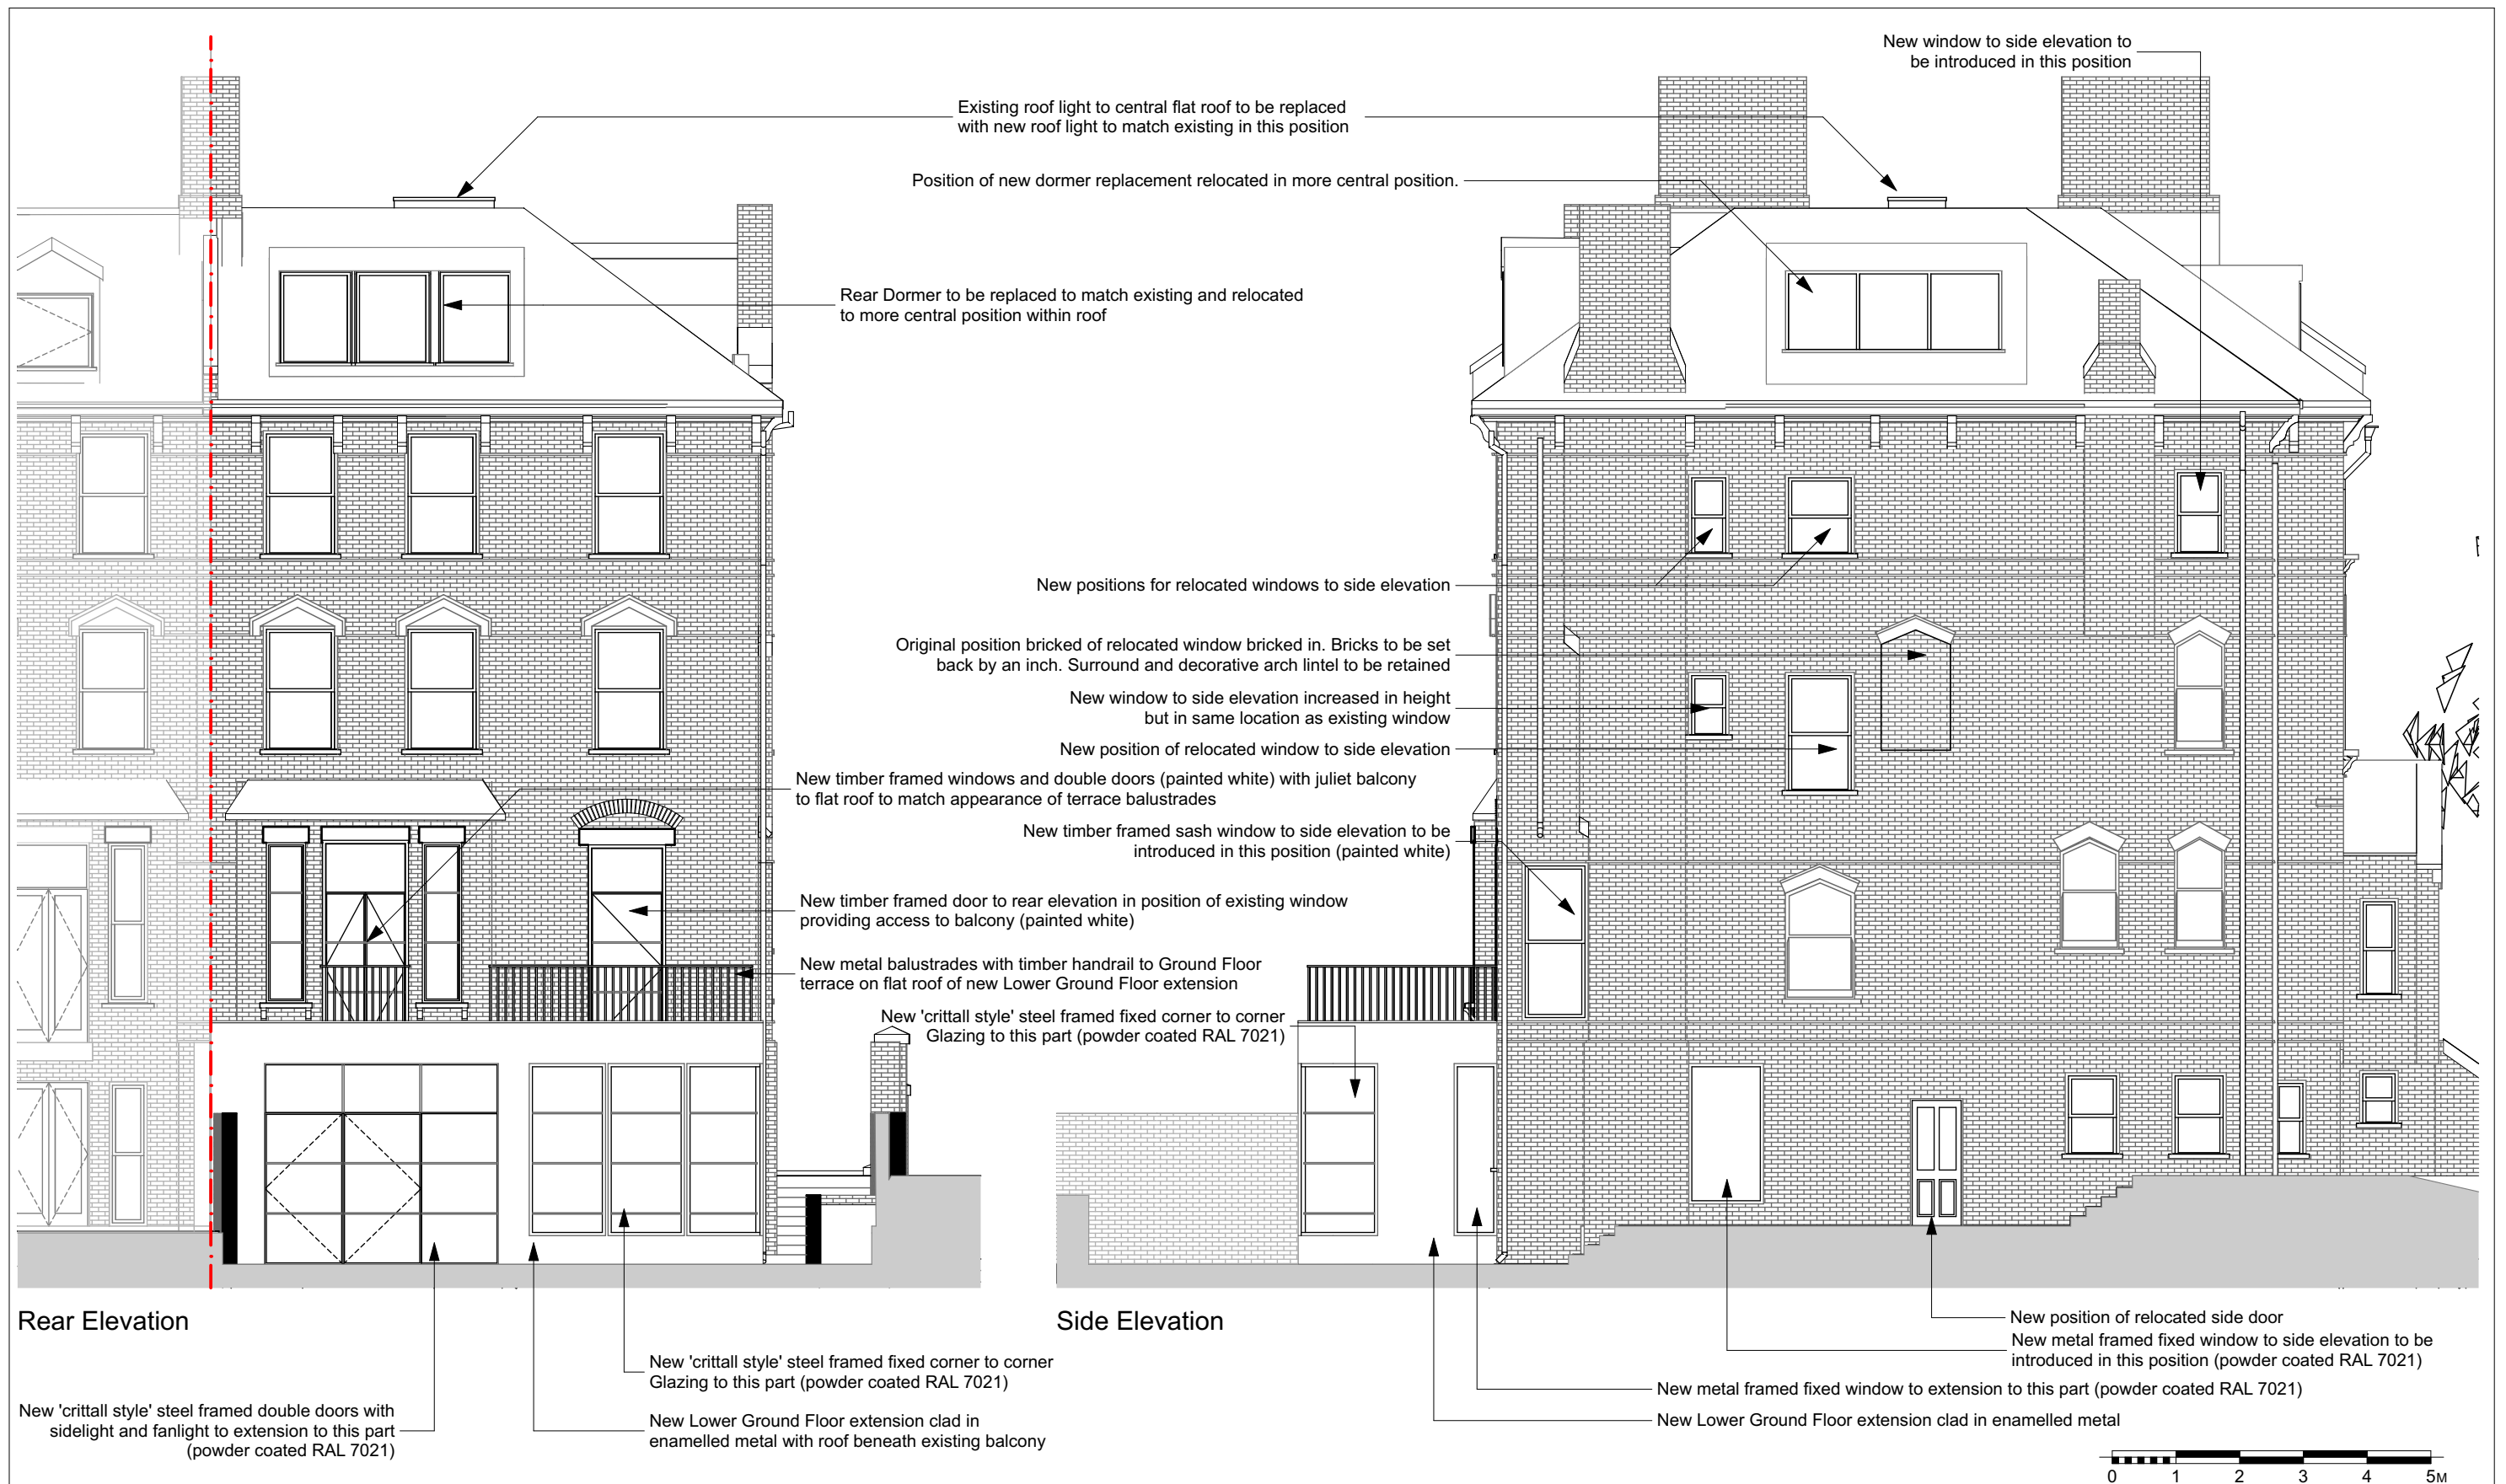 New window to side elevation to
be introduced in this position
Existing roof light to central flat roof to be replaced
with new roof light to match existing in this position
Position of new dormer replacement relocated in more central position.
Rear Dormer to be replaced to match existing and relocated
to more central position within roof
New positions for relocated windows to side elevation
Original position bricked of relocated window bricked in. Bricks to be set
back by an inch. Surround and decorative arch lintel to be retained
New window to side elevation increased in height
but in same location as existing window
New position of relocated window to side elevation
New timber framed windows and double doors (painted white) with juliet balcony
to flat roof to match appearance of terrace balustrades
New timber framed sash window to side elevation to be
introduced in this position (painted white)
New timber framed door to rear elevation in position of existing window
providing access to balcony (painted white)
New metal balustrades with timber handrail to Ground Floor
terrace on flat roof of new Lower Ground Floor extension
New 'crittall style' steel framed fixed corner to corner
Glazing to this part (powder coated RAL 7021)
Rear Elevation
Side Elevation
New position of relocated side door
New metal framed fixed window to side elevation to be
introduced in this position (powder coated RAL 7021)
New 'crittall style' steel framed fixed corner to corner
Glazing to this part (powder coated RAL 7021)
New metal framed fixed window to extension to this part (powder coated RAL 7021)
New Lower Ground Floor extension clad in enamelled metal
New 'crittall style' steel framed double doors with
sidelight and fanlight to extension to this part
(powder coated RAL 7021)
New Lower Ground Floor extension clad in
enamelled metal with roof beneath existing balcony
0 1 2 3 4 5M